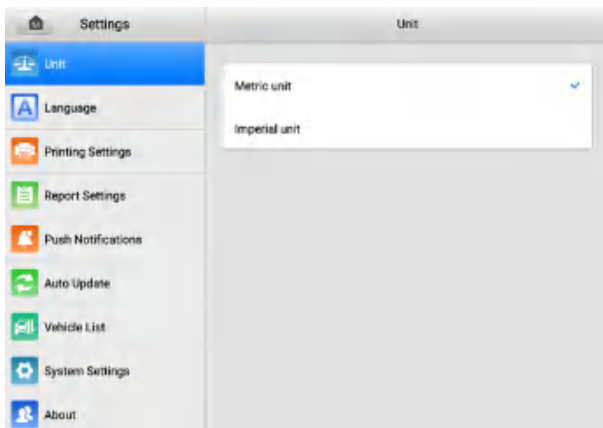 Settings
Unit
Unit
Metric unit
Imperial unit
A Language
Printing Settings
Report Settings
Push Notifications
Auto Update
Vehicle List
System Settings
About